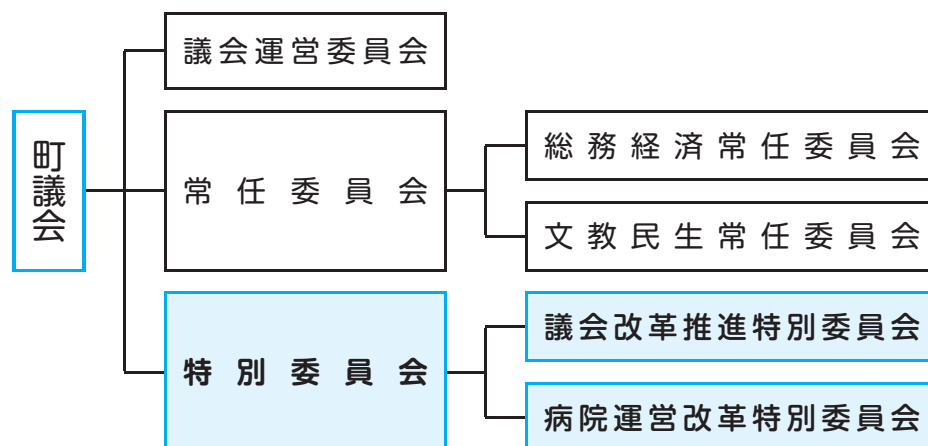 町議会
議会運営委員会
常任委員会
総務経済常任委員会
文教民生常任委員会
特別委員会
議会改革推進特別委員会
病院運営改革特別委員会